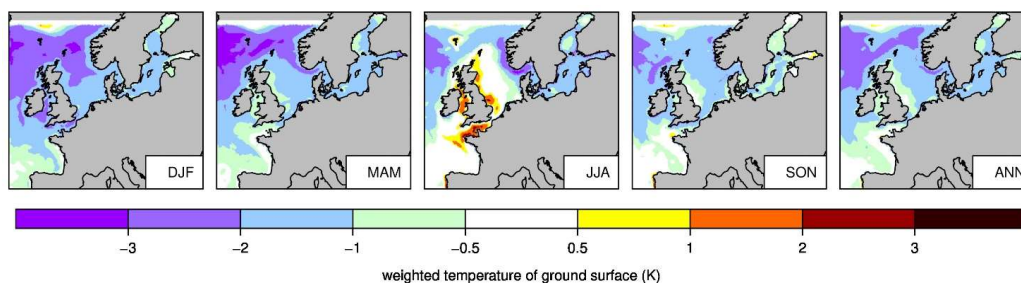 DJF MAM JJA SON ANN
−3 −2 −1 −0.5 0.5 1 2 3
weighted temperature of ground surface (K)